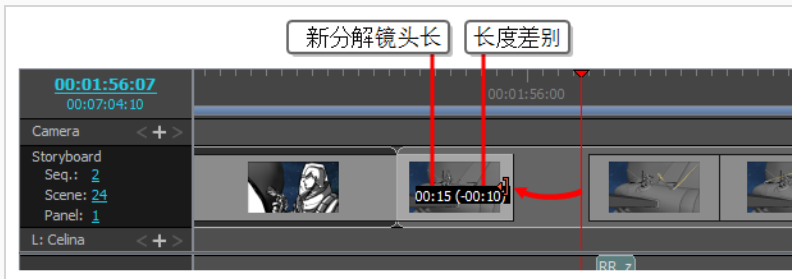 新分解镜头长
长度差别
00:01:56:07
00:07:04:10
00:01:56:00
Camera
Storyboard
Seq.: 2
Scene: 24
Panel: 1
00:15 (-00:10)
L: Celina
RR_z